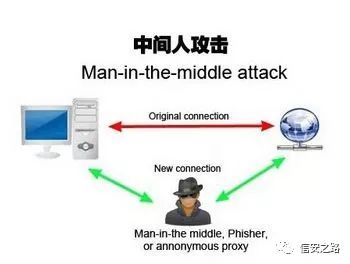 中间人攻击
Man-in-the-middle attack
Original connection
New connection
Man-in-the middle, Phisher,
or annonymous proxy
信安之路